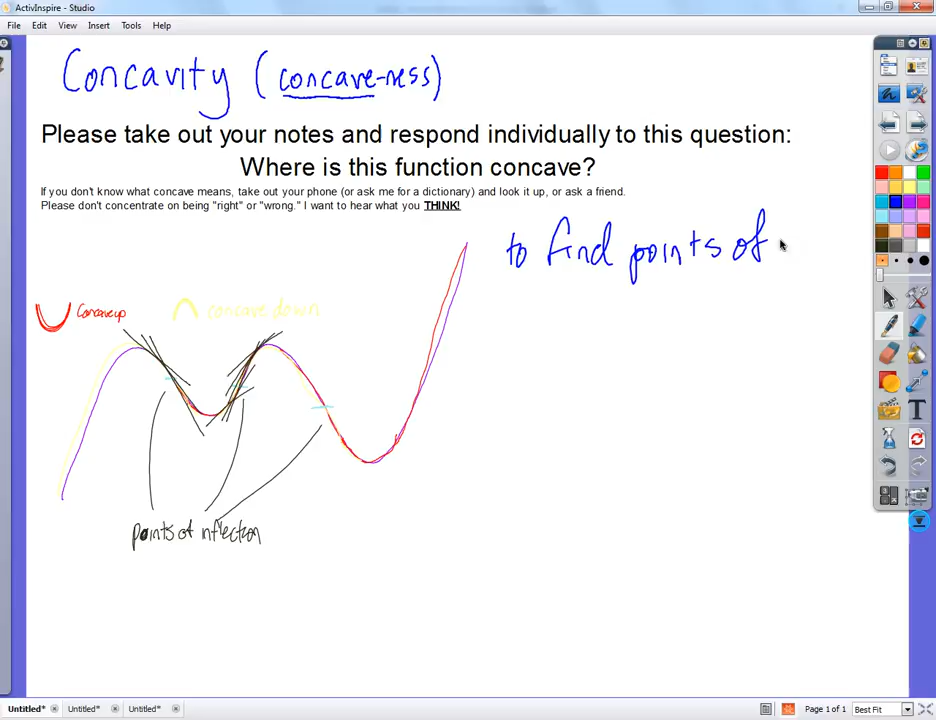 ActivInspire - Studio
File Edit View Insert Tools Help
Concavity (concave-ness)
Please take out your notes and respond individually to this question:
Where is this function concave?
If you don't know what concave means, take out your phone (or ask me for a dictionary) and look it up, or ask a friend.
Please don't concentrate on being "right" or "wrong." I want to hear what you THINK!
to find points of
Concave up
concave down
points of inflection
Untitled* Untitled* Untitled* Page 1 of 1 Best Fit